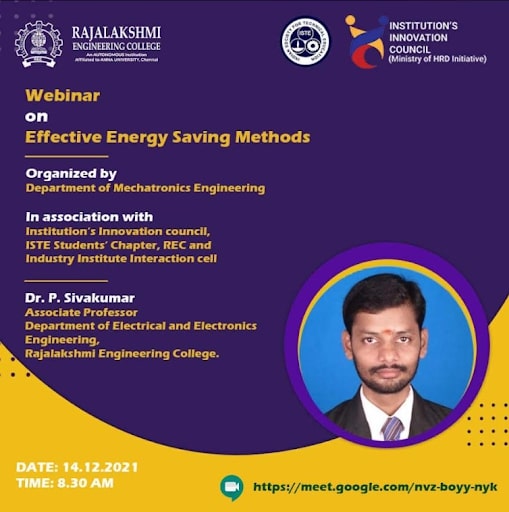 RAJALAKSHMI
ENGINEERING COLLEGE
An AUTONOMOUS Institution
Affiliated to ANNA UNIVERSITY, Chennai
INSTITUTION'S
INNOVATION
COUNCIL
(Ministry of HRD Initiative)
ISTE
Webinar
on
Effective Energy Saving Methods
Organized by
Department of Mechatronics Engineering
In association with
Institution's Innovation council,
ISTE Students' Chapter, REC and
Industry Institute Interaction cell
Dr. P. Sivakumar
Associate Professor
Department of Electrical and Electronics
Engineering,
Rajalakshmi Engineering College.
DATE: 14.12.2021
TIME: 8.30 AM
https://meet.google.com/nvz-boyy-nyk